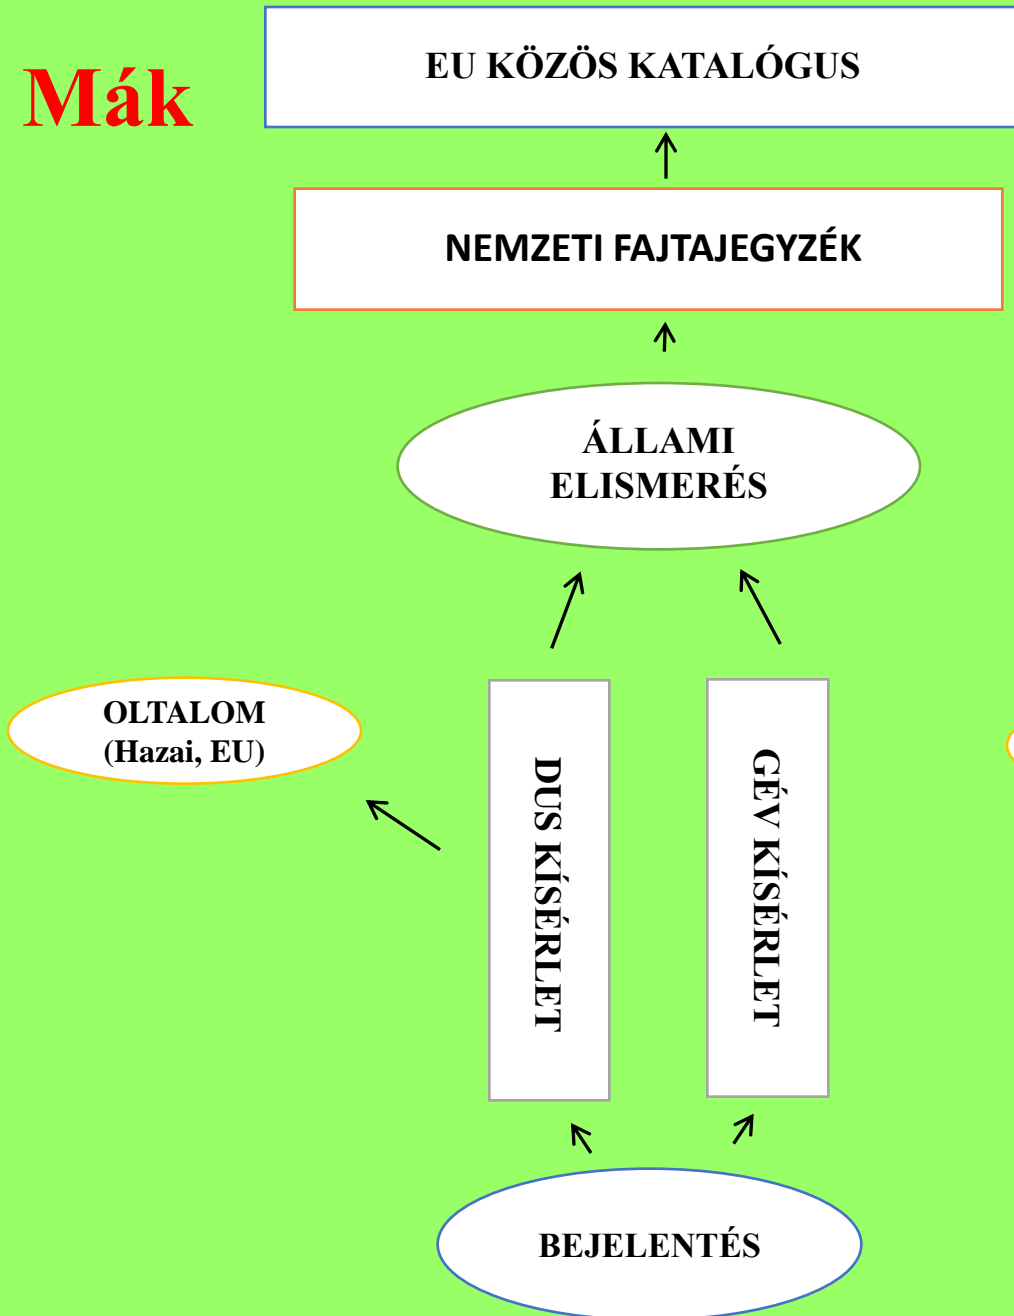 Mák
EU KÖZÖS KATALÓGUS
NEMZETI FAJTAJEGYZÉK
ÁLLAMI
ELISMERÉS
OLTALOM
(Hazai, EU)
DUS KÍSÉRLET
GÉV KÍSÉRLET
BEJELENTÉS